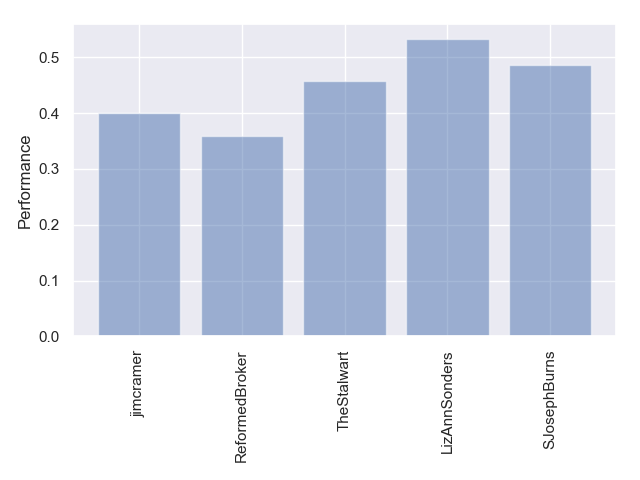 0.5
0.4
0.3
0.2
0.1
0.0
Performance
jimcramer
ReformedBroker
TheStalwart
LizAnnSonders
SJosephBurns